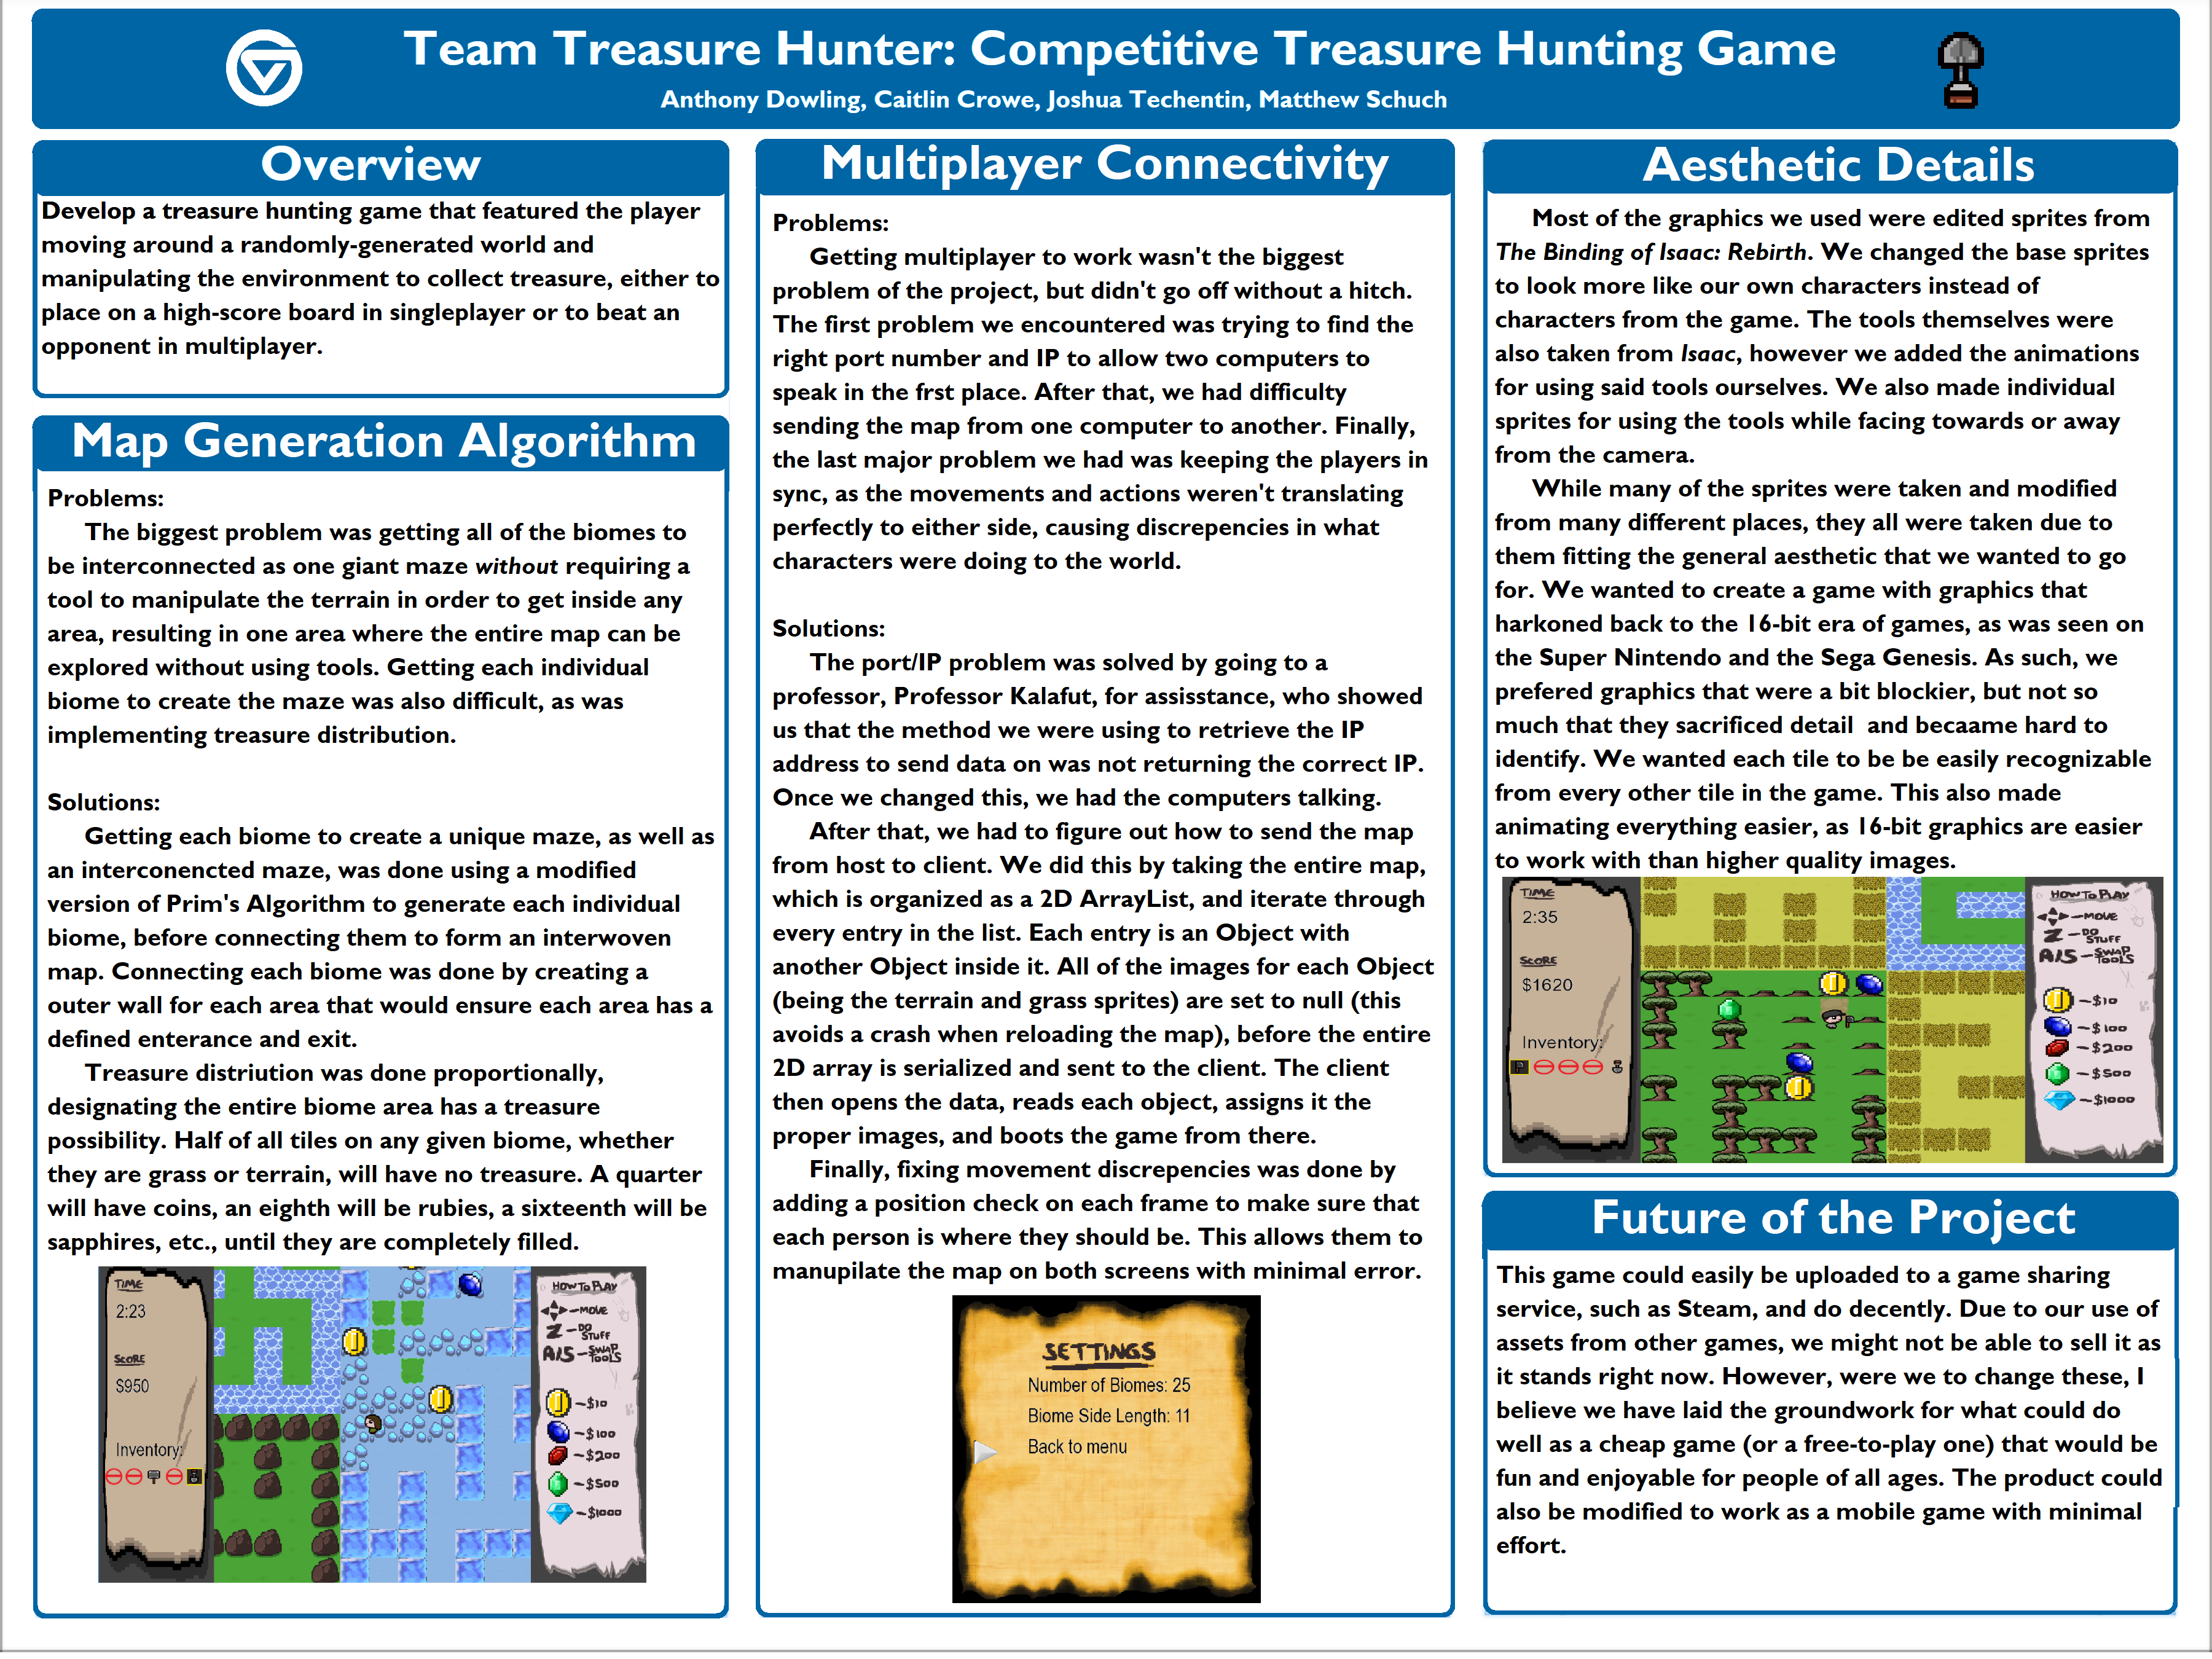 Team Treasure Hunter: Competitive Treasure Hunting Game
Anthony Dowling, Caitlin Crowe, Joshua Techentin, Matthew Schuch
Overview
Develop a treasure hunting game that featured the player
moving around a randomly-generated world and
manipulating the environment to collect treasure, either to
place on a high-score board in singleplayer or to beat an
opponent in multiplayer.
Map Generation Algorithm
Problems:
The biggest problem was getting all of the biomes to
be interconnected as one giant maze without requiring a
tool to manipulate the terrain in order to get inside any
area, resulting in one area where the entire map can be
explored without using tools. Getting each individual
biome to create the maze was also difficult, as was
implementing treasure distribution.
Solutions:
Getting each biome to create a unique maze, as well as
an interconencted maze, was done using a modified
version of Prim's Algorithm to generate each individual
biome, before connecting them to form an interwoven
map. Connecting each biome was done by creating a
outer wall for each area that would ensure each area has a
defined enterance and exit.
Treasure distriution was done proportionally,
designating the entire biome area has a treasure
possibility. Half of all tiles on any given biome, whether
they are grass or terrain, will have no treasure. A quarter
will have coins, an eighth will be rubies, a sixteenth will be
sapphires, etc., until they are completely filled.
TIME
2:23
SCORE
$950
Inventory:
HOW TO PLAY
-MOVE
Z - DO STUFF
A/S - SWAP TOOLS
-$10
-$100
-$200
-$500
-$1000
Multiplayer Connectivity
Problems:
Getting multiplayer to work wasn't the biggest
problem of the project, but didn't go off without a hitch.
The first problem we encountered was trying to find the
right port number and IP to allow two computers to
speak in the frst place. After that, we had difficulty
sending the map from one computer to another. Finally,
the last major problem we had was keeping the players in
sync, as the movements and actions weren't translating
perfectly to either side, causing discrepencies in what
characters were doing to the world.
Solutions:
The port/IP problem was solved by going to a
professor, Professor Kalafut, for assisstance, who showed
us that the method we were using to retrieve the IP
address to send data on was not returning the correct IP.
Once we changed this, we had the computers talking.
After that, we had to figure out how to send the map
from host to client. We did this by taking the entire map,
which is organized as a 2D ArrayList, and iterate through
every entry in the list. Each entry is an Object with
another Object inside it. All of the images for each Object
(being the terrain and grass sprites) are set to null (this
avoids a crash when reloading the map), before the entire
2D array is serialized and sent to the client. The client
then opens the data, reads each object, assigns it the
proper images, and boots the game from there.
Finally, fixing movement discrepencies was done by
adding a position check on each frame to make sure that
each person is where they should be. This allows them to
manupilate the map on both screens with minimal error.
SETTINGS
Number of Biomes: 25
Biome Side Length: 11
Back to menu
Aesthetic Details
Most of the graphics we used were edited sprites from
The Binding of Isaac: Rebirth. We changed the base sprites
to look more like our own characters instead of
characters from the game. The tools themselves were
also taken from Isaac, however we added the animations
for using said tools ourselves. We also made individual
sprites for using the tools while facing towards or away
from the camera.
While many of the sprites were taken and modified
from many different places, they all were taken due to
them fitting the general aesthetic that we wanted to go
for. We wanted to create a game with graphics that
harkoned back to the 16-bit era of games, as was seen on
the Super Nintendo and the Sega Genesis. As such, we
prefered graphics that were a bit blockier, but not so
much that they sacrificed detail  and becaame hard to
identify. We wanted each tile to be be easily recognizable
from every other tile in the game. This also made
animating everything easier, as 16-bit graphics are easier
to work with than higher quality images.
TIME
2:35
SCORE
$1620
Inventory:
HOW TO PLAY
-MOVE
Z - DO STUFF
A/S - SWAP TOOLS
-$10
-$100
-$200
-$500
-$1000
Future of the Project
This game could easily be uploaded to a game sharing
service, such as Steam, and do decently. Due to our use of
assets from other games, we might not be able to sell it as
it stands right now. However, were we to change these, I
believe we have laid the groundwork for what could do
well as a cheap game (or a free-to-play one) that would be
fun and enjoyable for people of all ages. The product could
also be modified to work as a mobile game with minimal
effort.